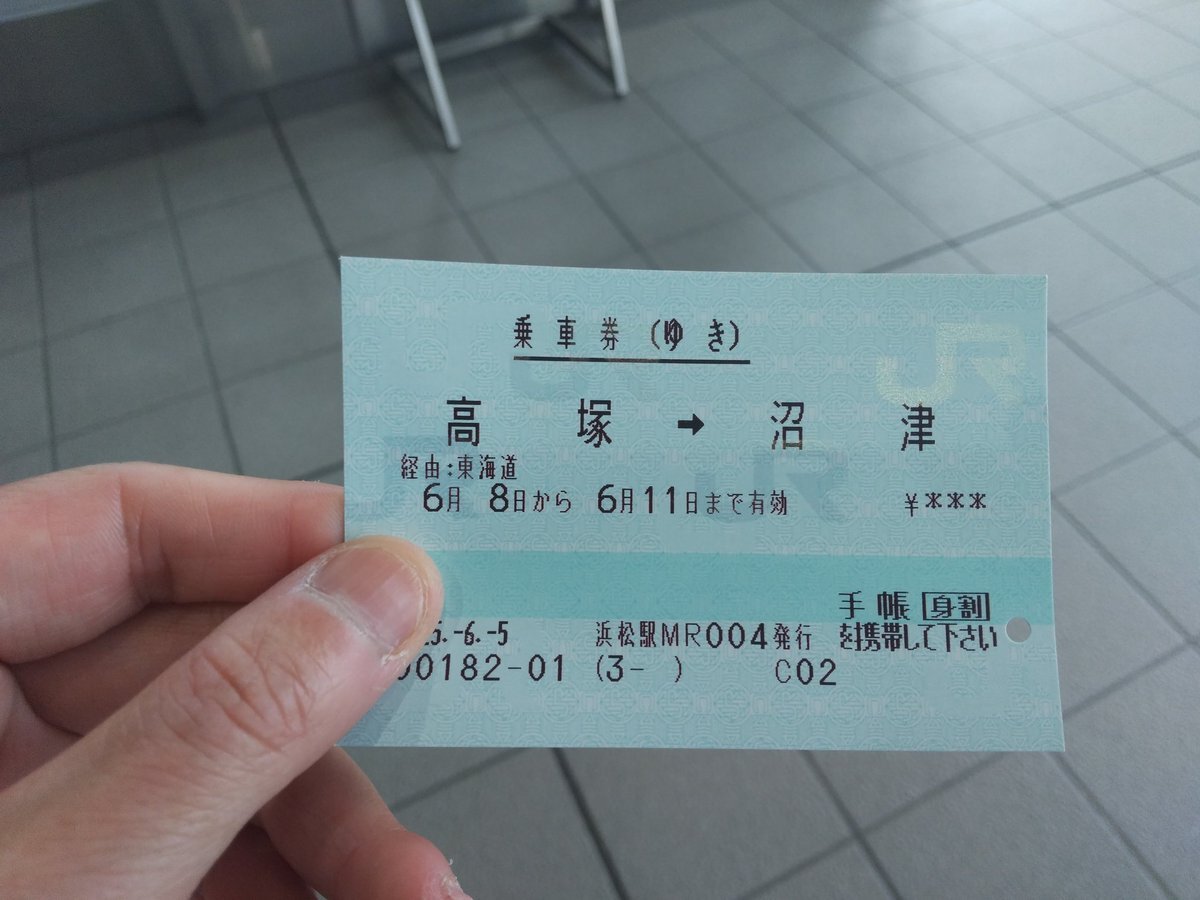 乗車券(ゆき)
高塚➡沼津
経由:東海道
6月 8日から 6月11日まで有効 ¥***
手帳 身割
を携帯して下さい
5.-6.-5 浜松駅MR004発行
00182-01 (3- ) C02
JR